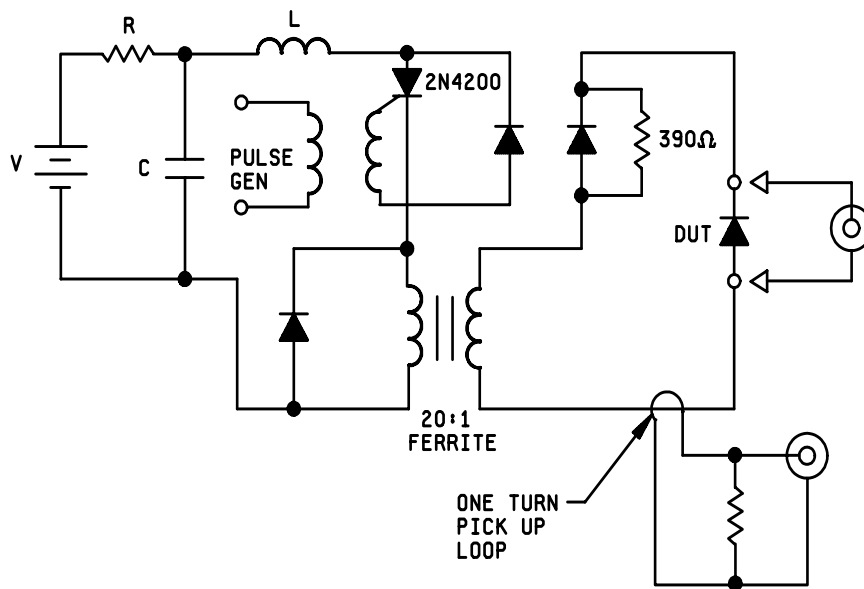 R
L
2N4200
V
C
PULSE
GEN
390Ω
DUT
20:1
FERRITE
ONE TURN
PICK UP
LOOP